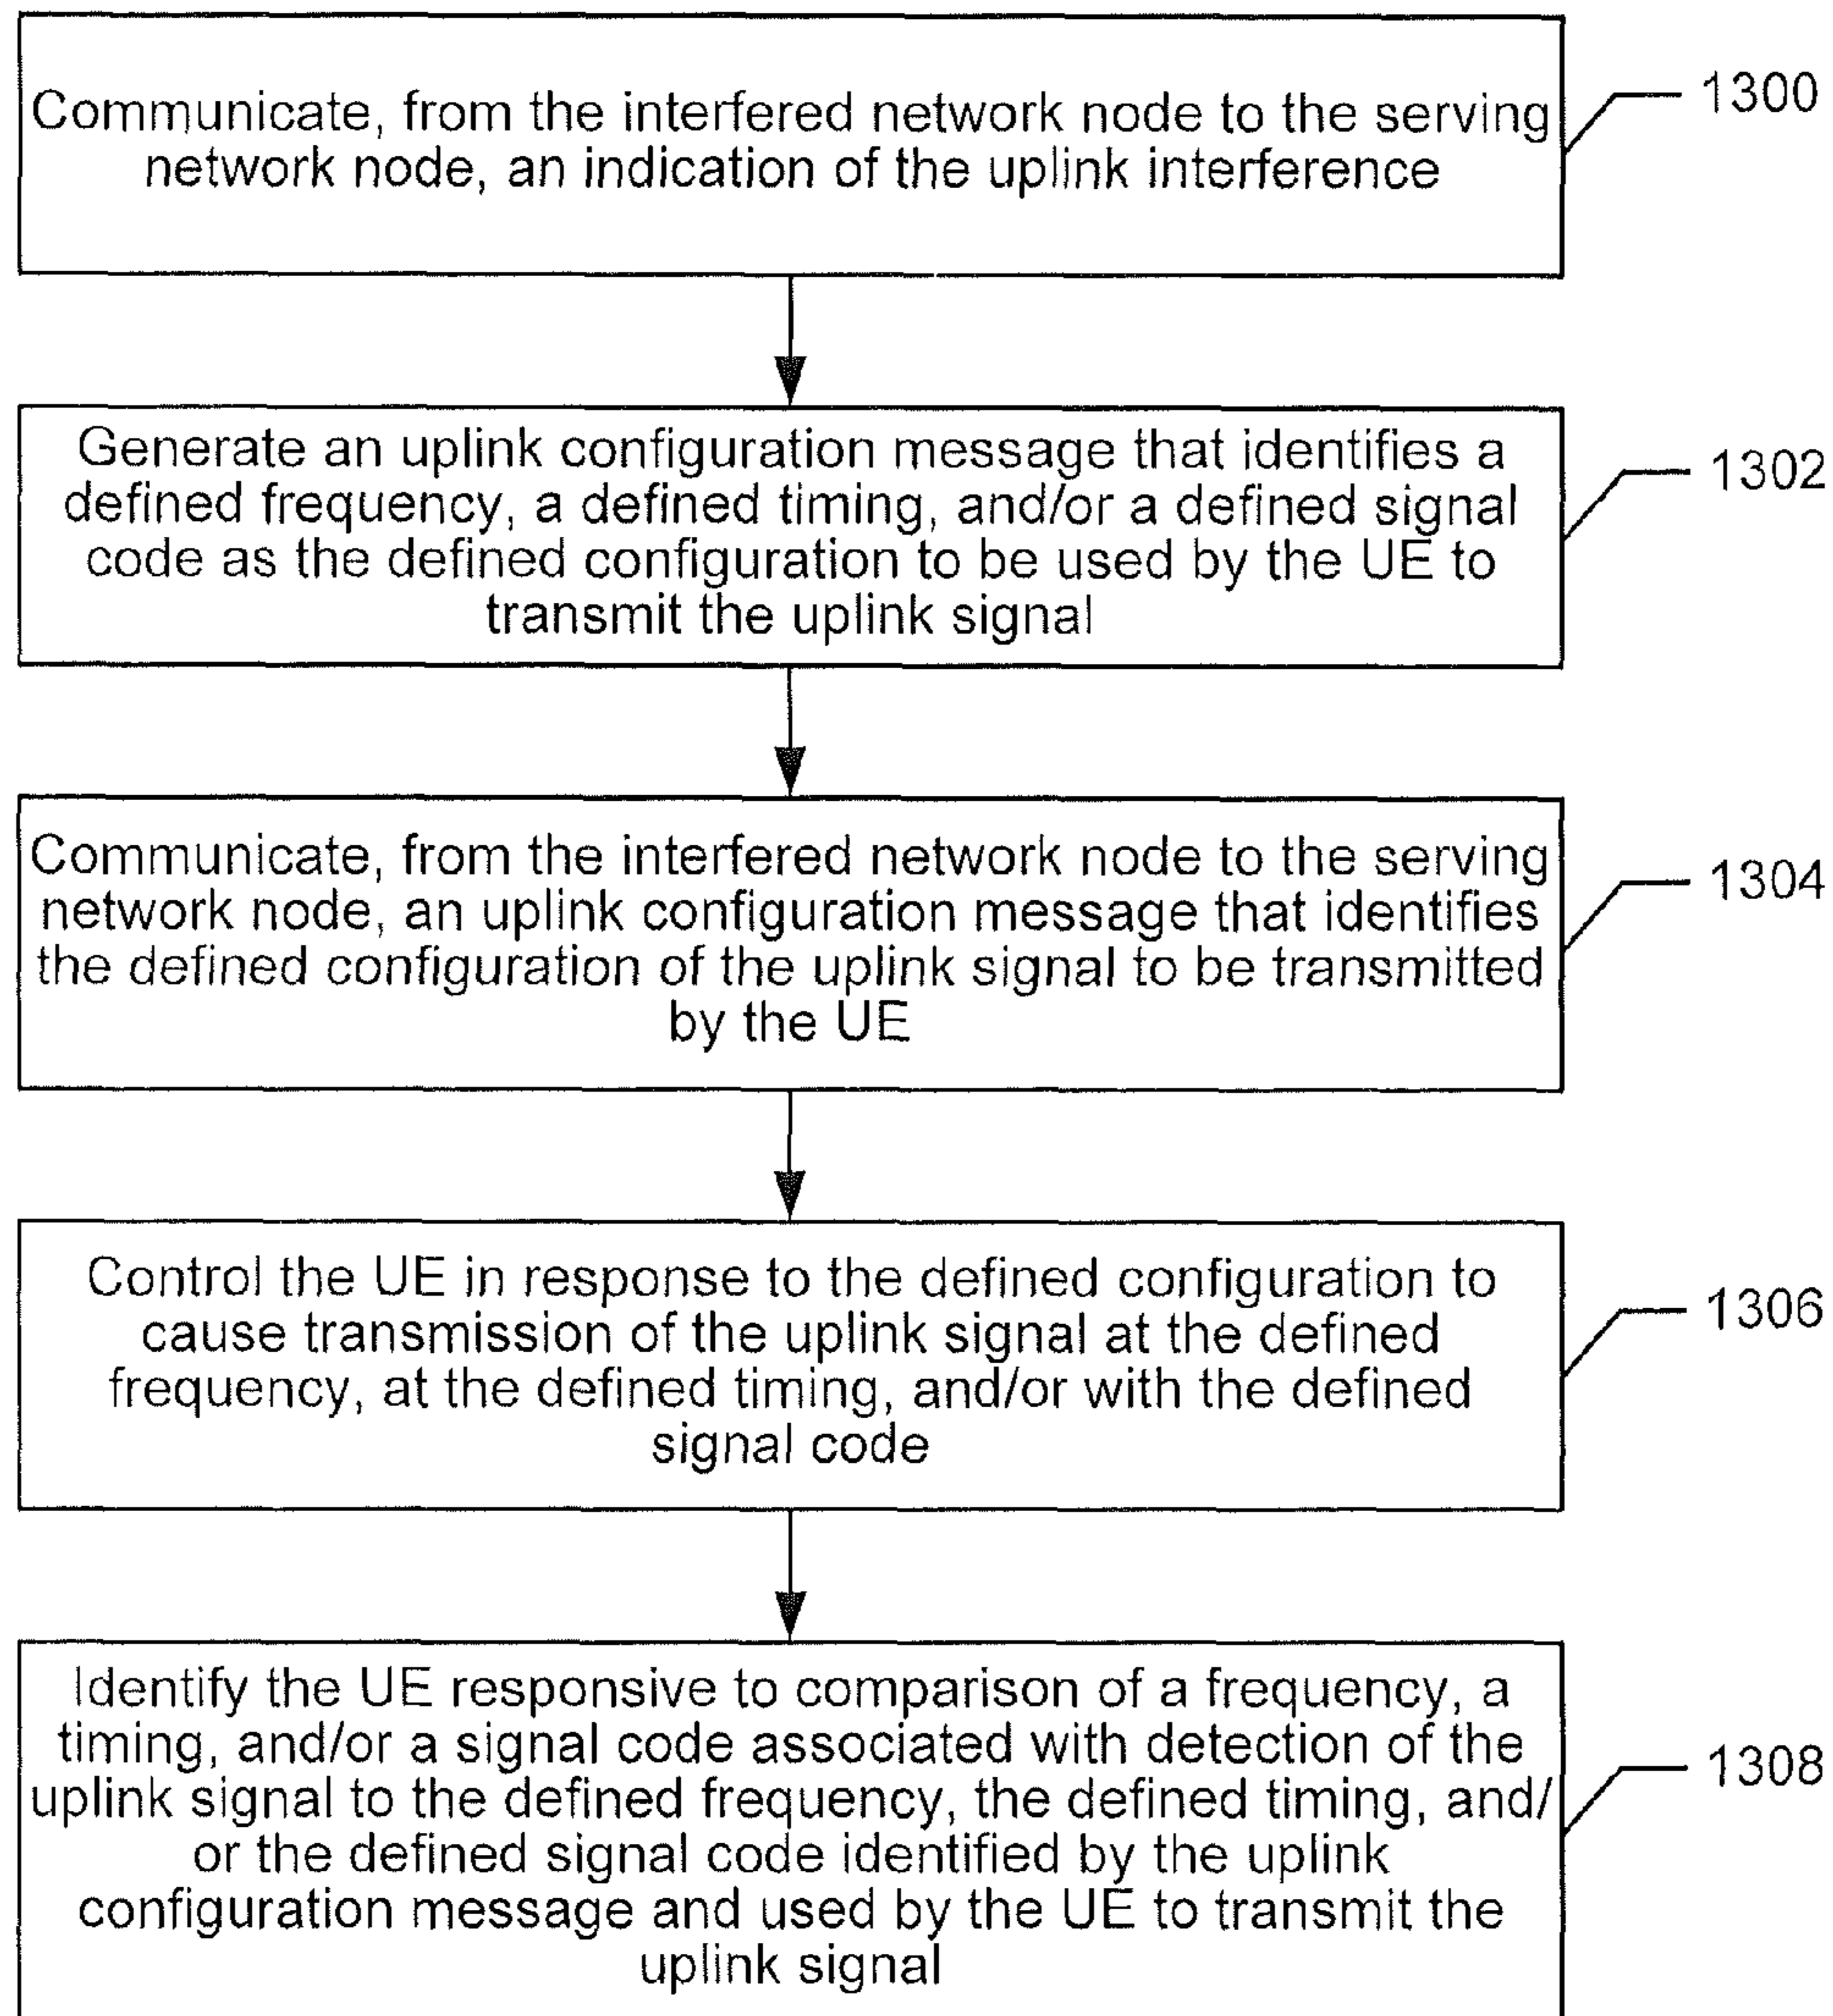 Communicate, from the interfered network node to the serving
network node, an indication of the uplink interference
1300
Generate an uplink configuration message that identifies a
defined frequency, a defined timing, and/or a defined signal
code as the defined configuration to be used by the UE to
transmit the uplink signal
1302
Communicate, from the interfered network node to the serving
network node, an uplink configuration message that identifies
the defined configuration of the uplink signal to be transmitted
by the UE
1304
Control the UE in response to the defined configuration to
cause transmission of the uplink signal at the defined
frequency, at the defined timing, and/or with the defined
signal code
1306
Identify the UE responsive to comparison of a frequency, a
timing, and/or a signal code associated with detection of the
uplink signal to the defined frequency, the defined timing, and/
or the defined signal code identified by the uplink
configuration message and used by the UE to transmit the
uplink signal
1308